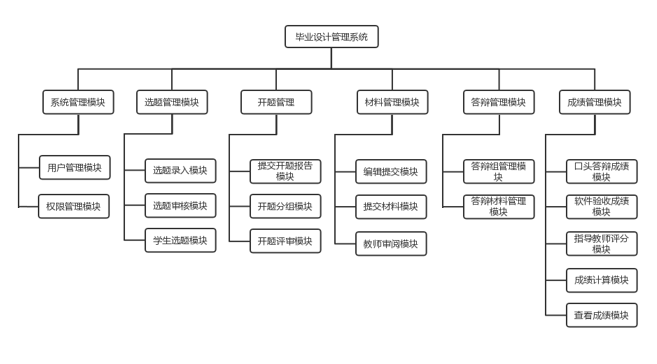 毕业设计管理系统
系统管理模块
选题管理模块
开题管理
材料管理模块
答辩管理模块
成绩管理模块
用户管理模块
权限管理模块
选题录入模块
选题审核模块
学生选题模块
提交开题报告
模块
开题分组模块
开题评审模块
编辑提交模块
提交材料模块
教师审阅模块
答辩组管理模
块
答辩材料管理
模块
口头答辩成绩
模块
软件验收成绩
模块
指导教师评分
模块
成绩计算模块
查看成绩模块